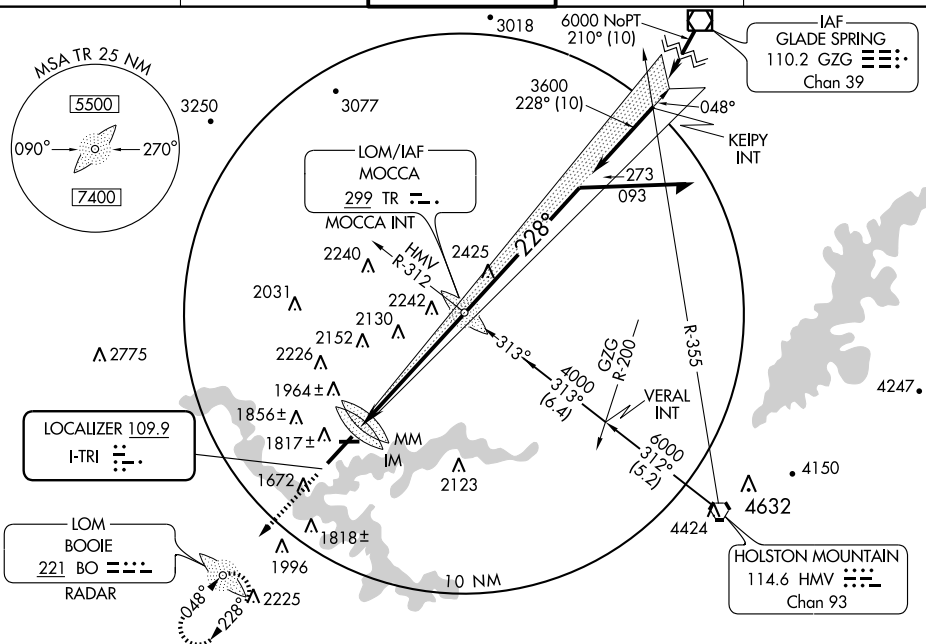 3018
6000 NoPT
210° (10)
IAF
GLADE SPRING
110.2 GZG
Chan 39
MSA TR 25 NM
5500
090°
270°
7400
3250
3077
3600
228° (10)
048°
KEIPY
INT
LOM/IAF
MOCCA
299 TR
MOCCA INT
273
093
228°
HMV
R-312
2240
2425
2031
2242
2130
2152
2226
2775
1964±
1856±
1817±
MM
IM
313°
4000
313°
(6.4)
GZG
R-200
VERAL
INT
R-355
6000
312°
(5.2)
4247
4150
4632
4424
LOCALIZER 109.9
I-TRI
1672
2123
1818±
1996
LOM
BOOIE
221 BO
RADAR
048°
228°
2225
10 NM
HOLSTON MOUNTAIN
114.6 HMV
Chan 93